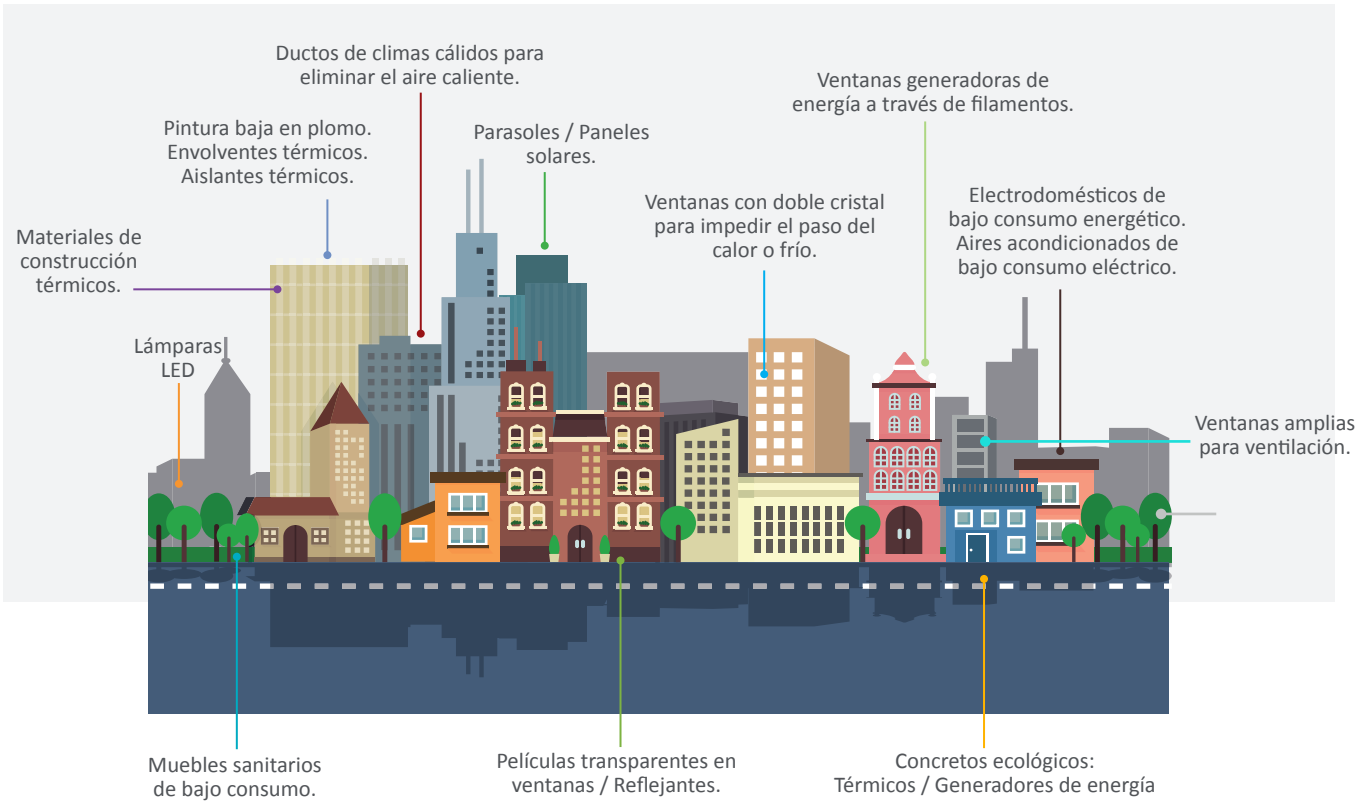 Ductos de climas cálidos para
eliminar el aire caliente.
Ventanas generadoras de
energía a través de filamentos.
Pintura baja en plomo.
Envolventes térmicos.
Aislantes térmicos.
Parasoles / Paneles
solares.
Ventanas con doble cristal
para impedir el paso del
calor o frío.
Electrodomésticos de
bajo consumo energético.
Aires acondicionados de
bajo consumo eléctrico.
Materiales de
construcción
térmicos.
Lámparas
LED
Ventanas amplias
para ventilación.
Muebles sanitarios
de bajo consumo.
Películas transparentes en
ventanas / Reflejantes.
Concretos ecológicos:
Térmicos / Generadores de energía